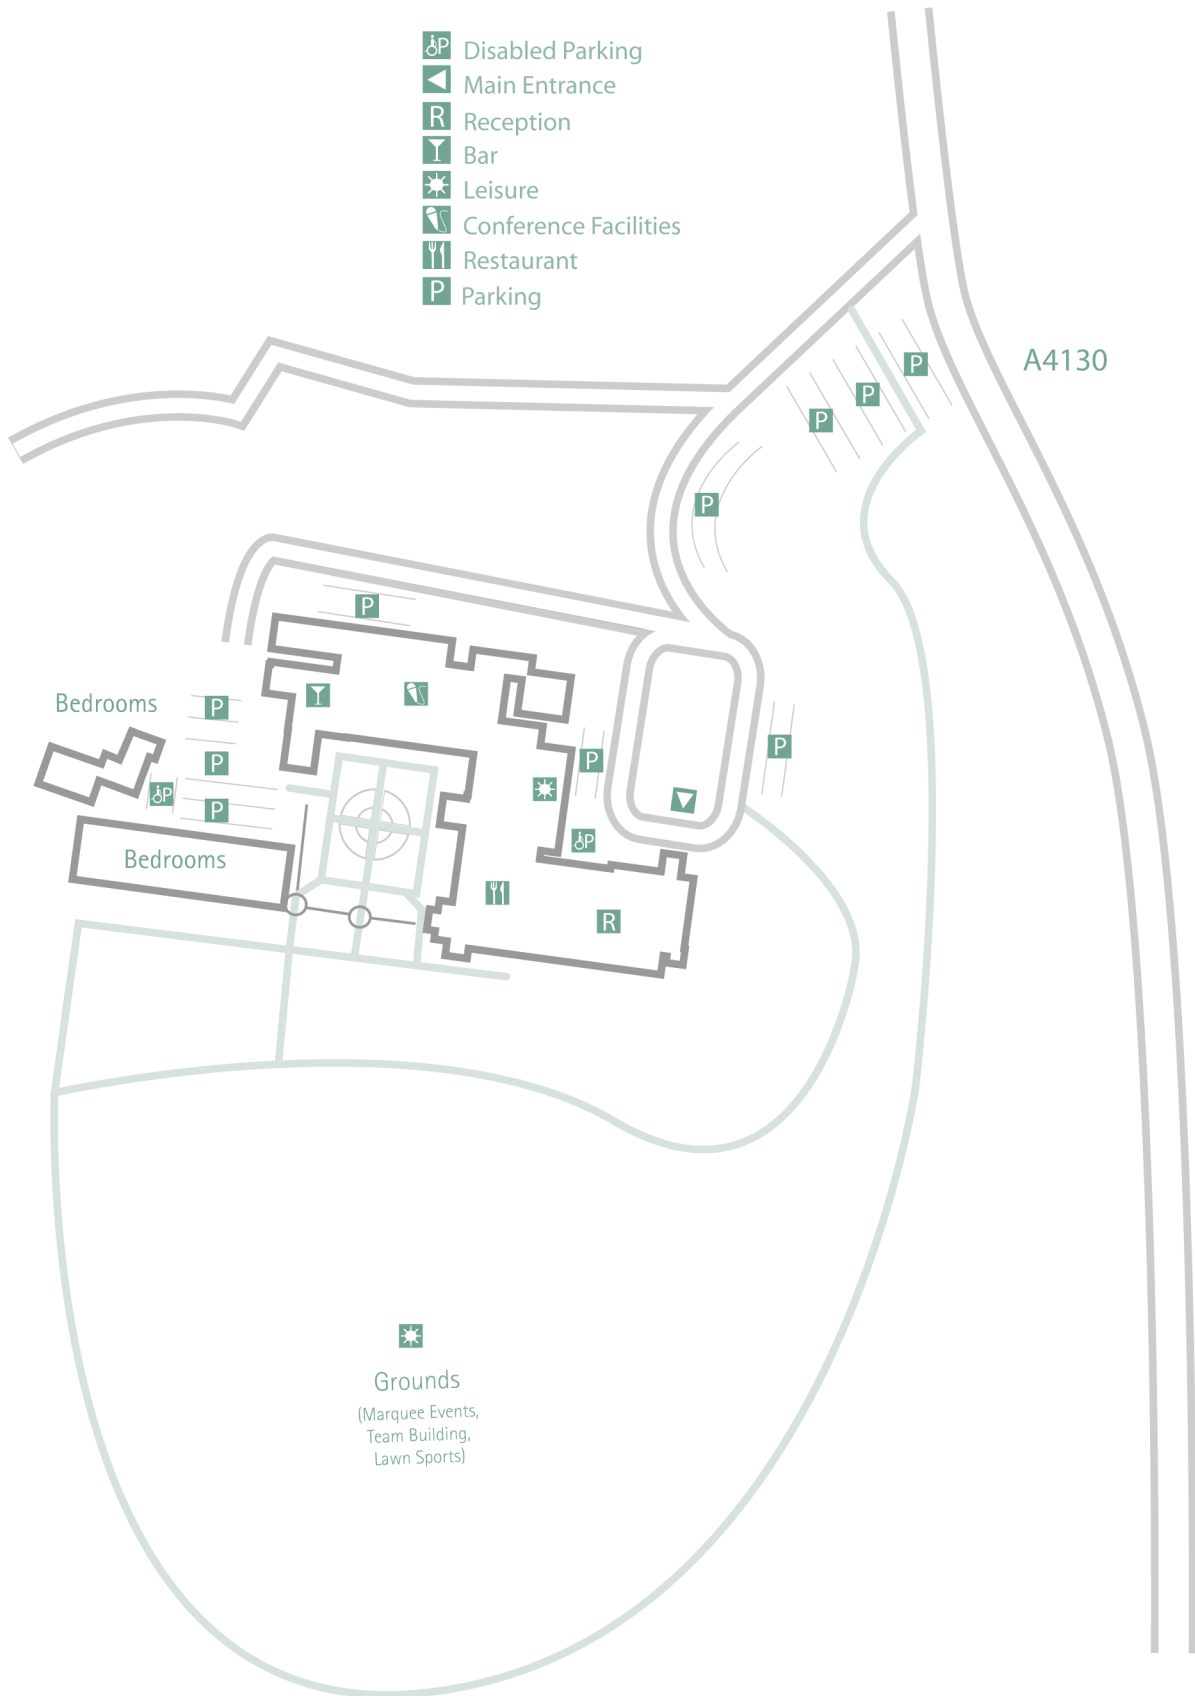 P Disabled Parking
Main Entrance
R Reception
Bar
Leisure
Conference Facilities
Restaurant
P Parking
A4130
P
P
P
P
P
Bedrooms
P
P
P
P
P
P
P
Bedrooms
R
Grounds
(Marquee Events,
Team Building,
Lawn Sports)